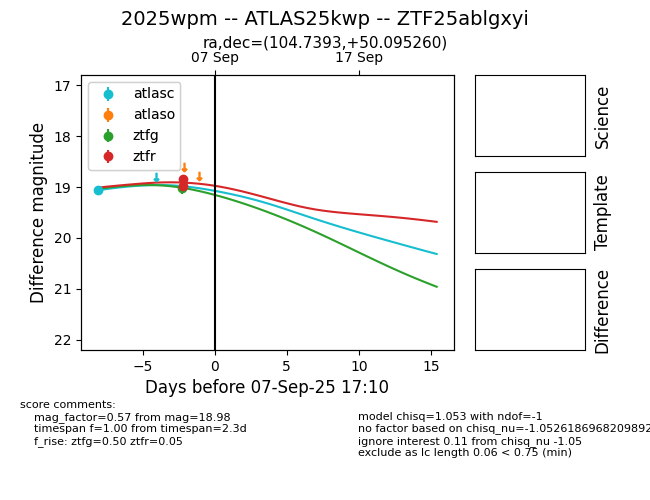 2025wpm -- ATLAS25kwp -- ZTF25ablgxyi
ra,dec=(104.7393,+50.095260)
07 Sep 17 Sep
atlasc
atlaso
ztfg
ztfr
17
18
19
20
21
22
Difference magnitude
−5 0 5 10 15
Days before 07-Sep-25 17:10
Science
Template
Difference
score comments:
mag_factor=0.57 from mag=18.98
timespan f=1.00 from timespan=2.3d
f_rise: ztfg=0.50 ztfr=0.05
model chisq=1.053 with ndof=-1
no factor based on chisq_nu=-1.0526186968209892
ignore interest 0.11 from chisq_nu -1.05
exclude as lc length 0.06 < 0.75 (min)